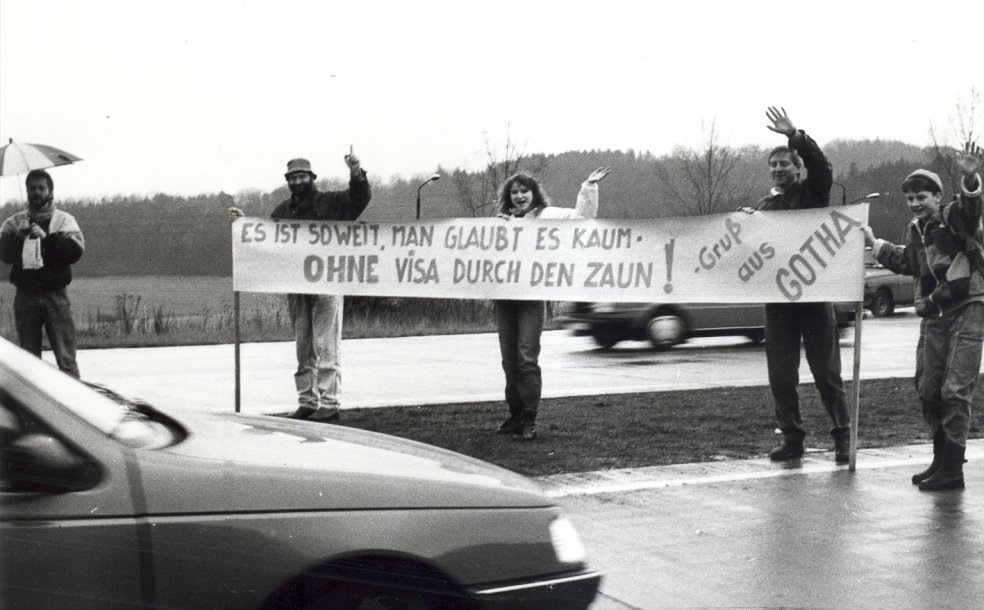 ES IST SOWEIT, MAN GLAUBT ES KAUM -
OHNE VISA DURCH DEN ZAUN!
- Gruß
aus
GOTHA